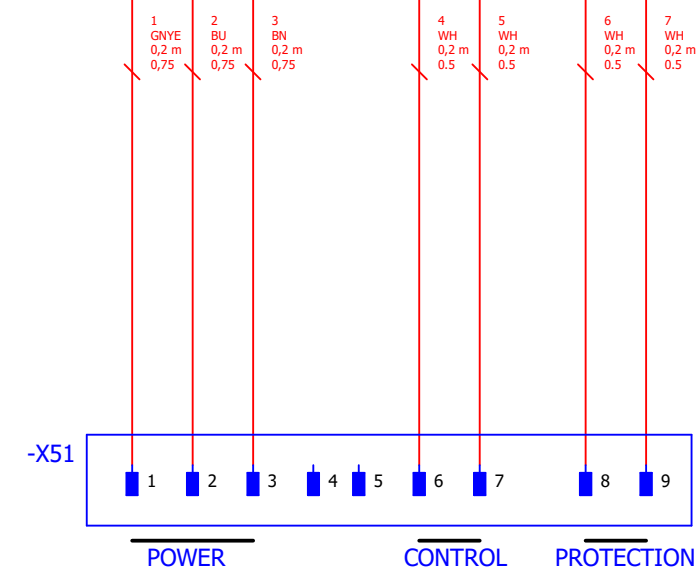 1
GNYE
0,2 m
0,75
2
BU
0,2 m
0,75
3
BN
0,2 m
0,75
4
WH
0,2 m
0.5
5
WH
0,2 m
0.5
6
WH
0,2 m
0.5
7
WH
0,2 m
0.5
-X51
1 2 3 4 5 6 7 8 9
POWER CONTROL PROTECTION